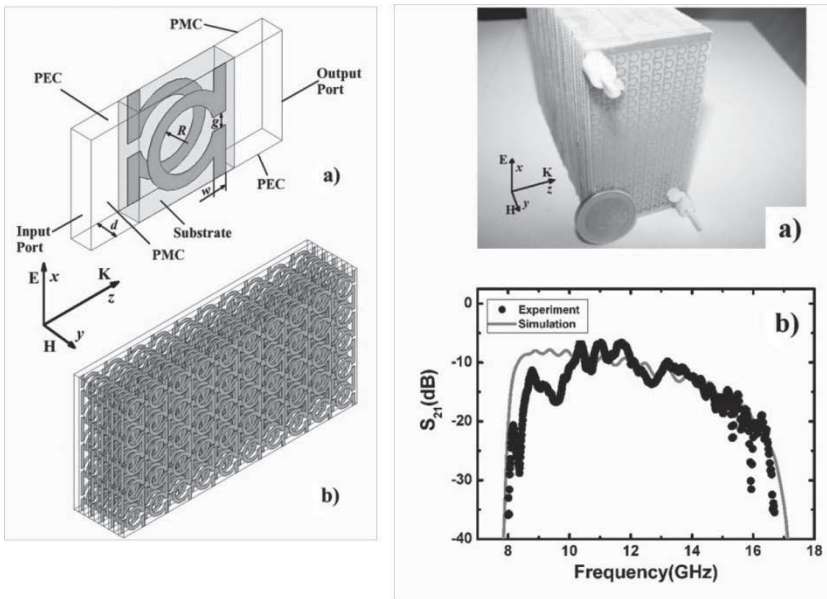 PMC
PEC
Output
Port
R
g
a)
PEC
w
Input
Port
d
PMC
Substrate
E x
K
z
H y
b)
E x
K
z
H y
a)
0
-10
-20
-30
-40
S21(dB)
Experiment
Simulation
b)
8 10 12 14 16 18
Frequency(GHz)